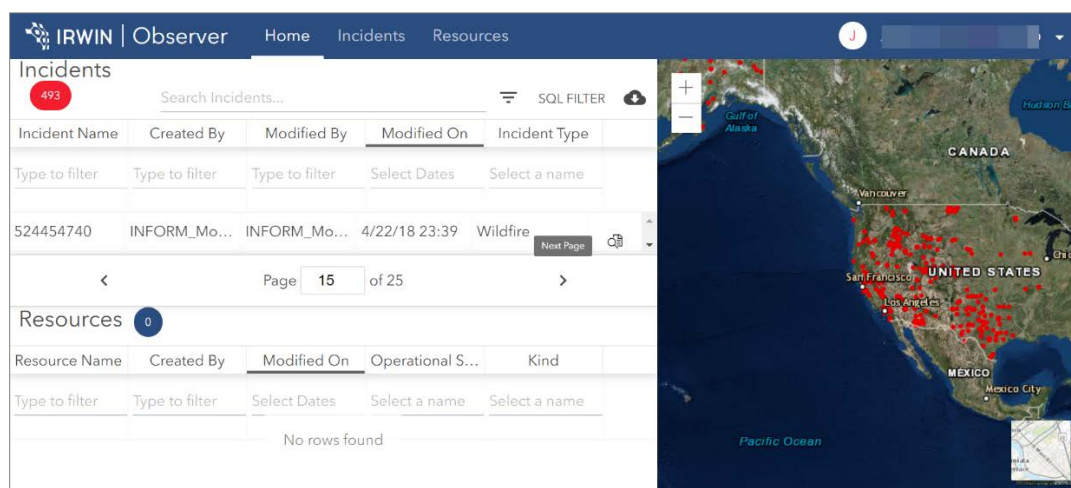 IRWIN | Observer Home Incidents Resources
J
Incidents
493
Search Incidents...
SQL FILTER
Incident Name Created By Modified By Modified On Incident Type
Type to filter Type to filter Type to filter Select Dates Select a name
524454740 INFORM_Mo... INFORM_Mo... 4/22/18 23:39 Wildfire
Next Page
< Page 15 of 25 >
Resources 0
Resource Name Created By Modified On Operational S... Kind
Type to filter Type to filter Select Dates Select a name Select a name
No rows found
+
−
Gulf of
Alaska
Hudson B
CANADA
Vancouver
Chic
San Francisco
UNITED STATES
Los Angeles
MÉXICO
Mexico City
Pacific Ocean